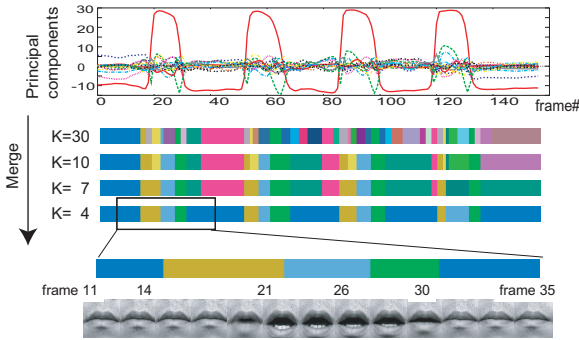 Principal
components
30
20
10
0
-10
0 20 40 60 80 100 120 140
frame#
Merge
K=30
K=10
K= 7
K= 4
frame 11 14 21 26 30 frame 35